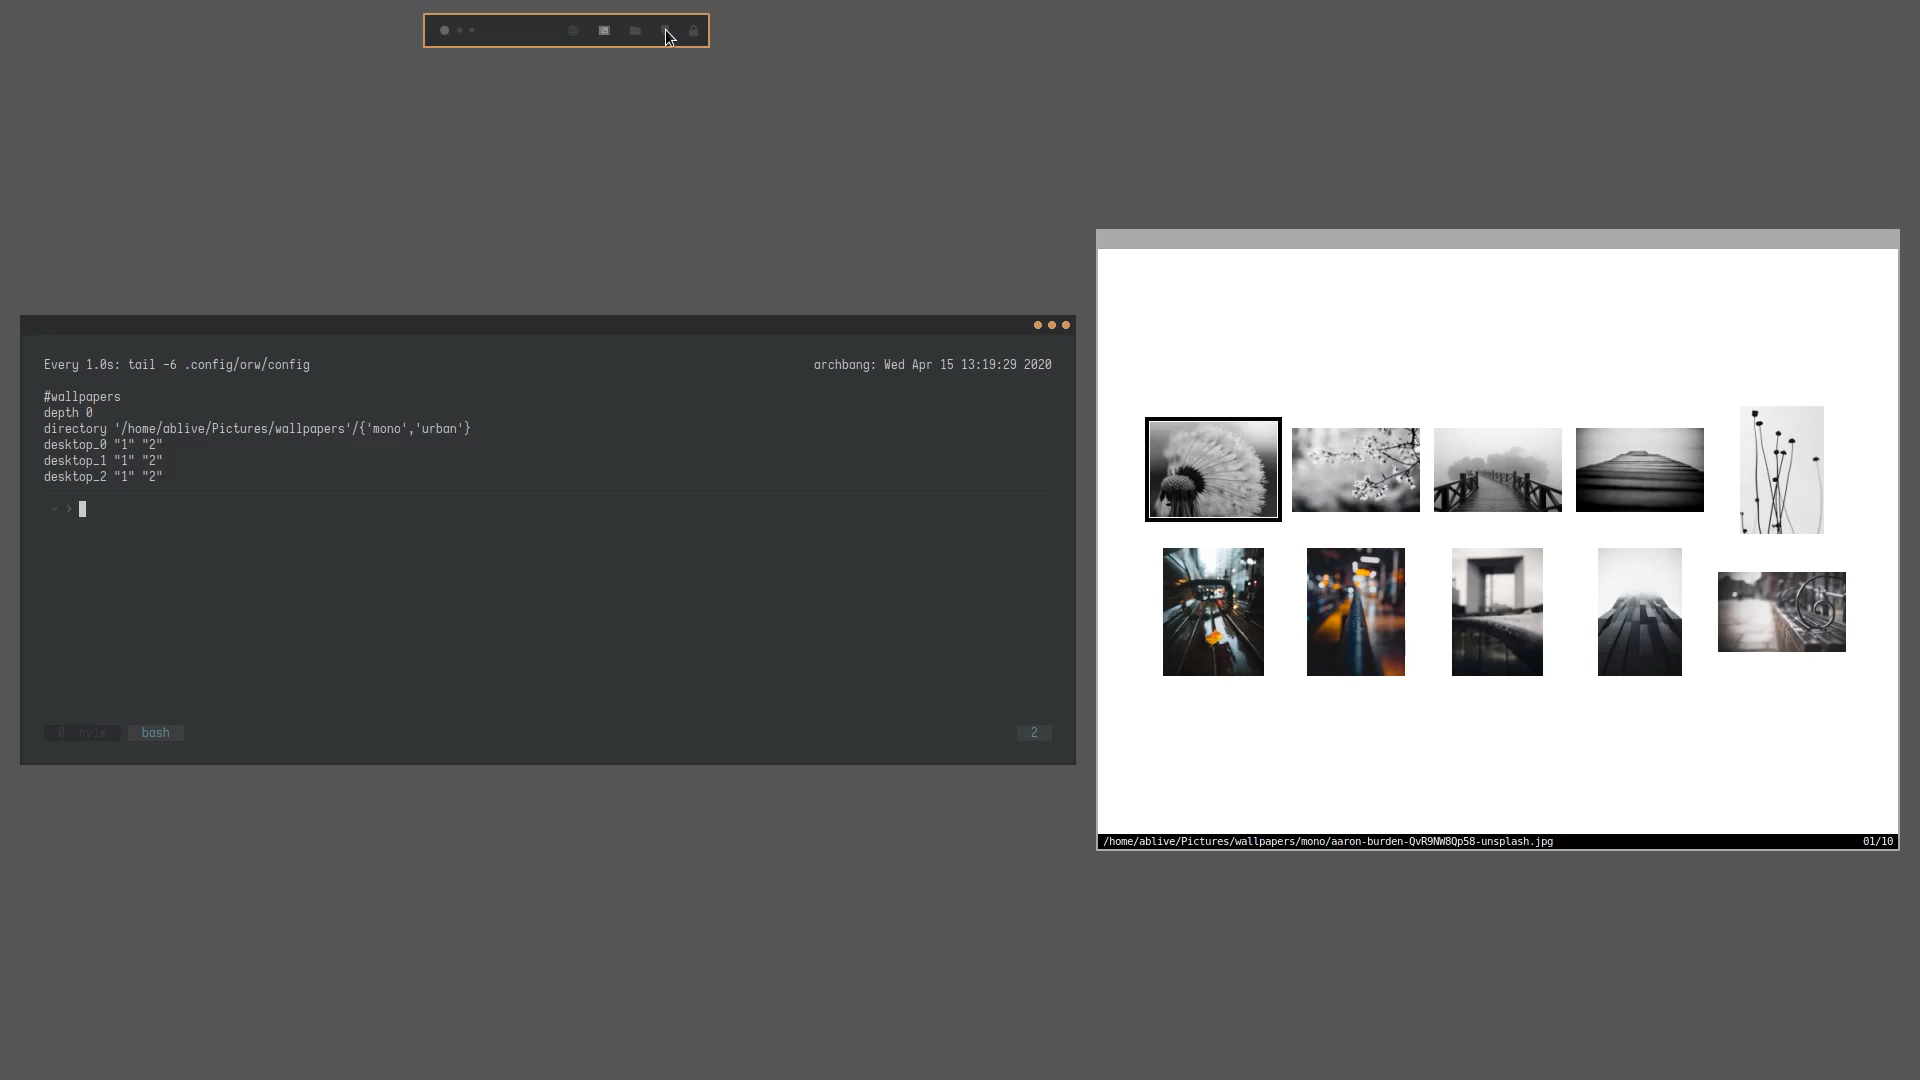 Every 1.0s: tail -6 .config/orw/config
archbang: Wed Apr 15 13:19:29 2020
#wallpapers
depth 0
directory '/home/ablive/Pictures/wallpapers'/{'mono','urban'}
desktop_0 "1" "2"
desktop_1 "1" "2"
desktop_2 "1" "2"
~ ›
0 nvim bash
2
/home/ablive/Pictures/wallpapers/mono/aaron-burden-QvR9NW8Qp58-unsplash.jpg
01/10